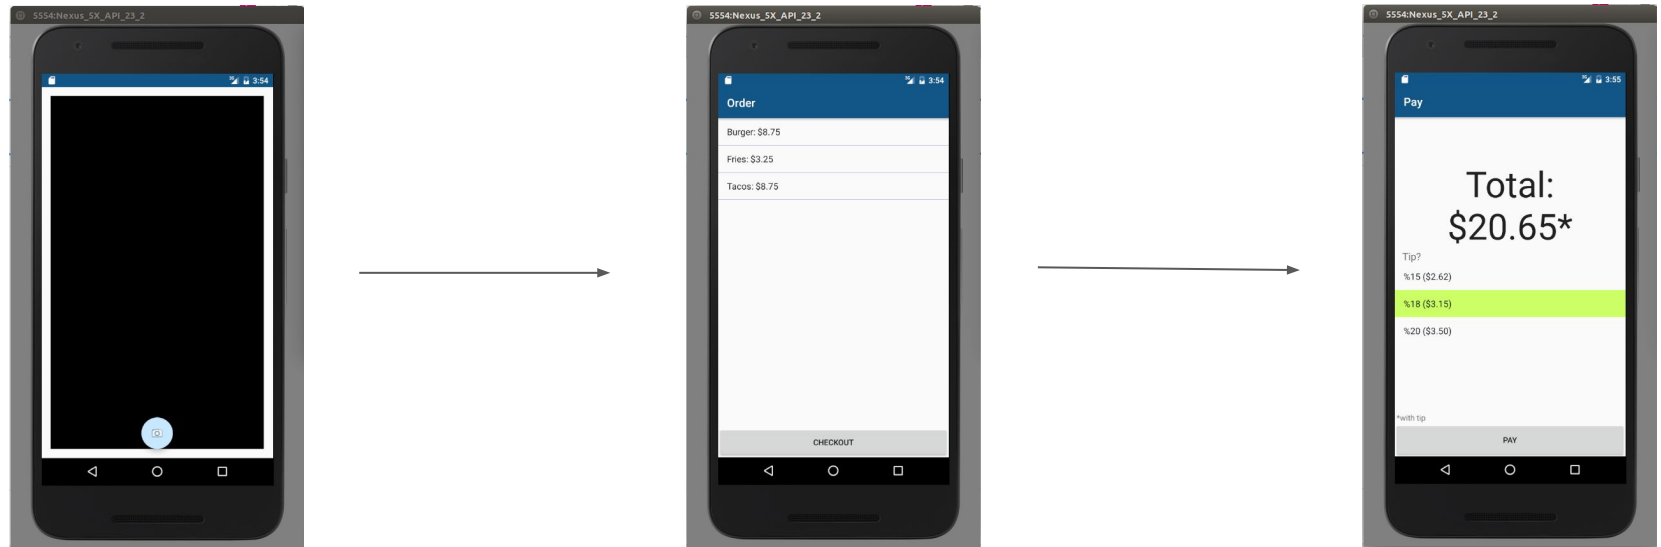 5554:Nexus_5X_API_23_2
3:54
5554:Nexus_5X_API_23_2
3:54
Order
Burger: $8.75
Fries: $3.25
Tacos: $8.75
CHECKOUT
5554:Nexus_5X_API_23_2
3:55
Pay
Total:
$20.65*
Tip?
%15 ($2.62)
%18 ($3.15)
%20 ($3.50)
*with tip
PAY